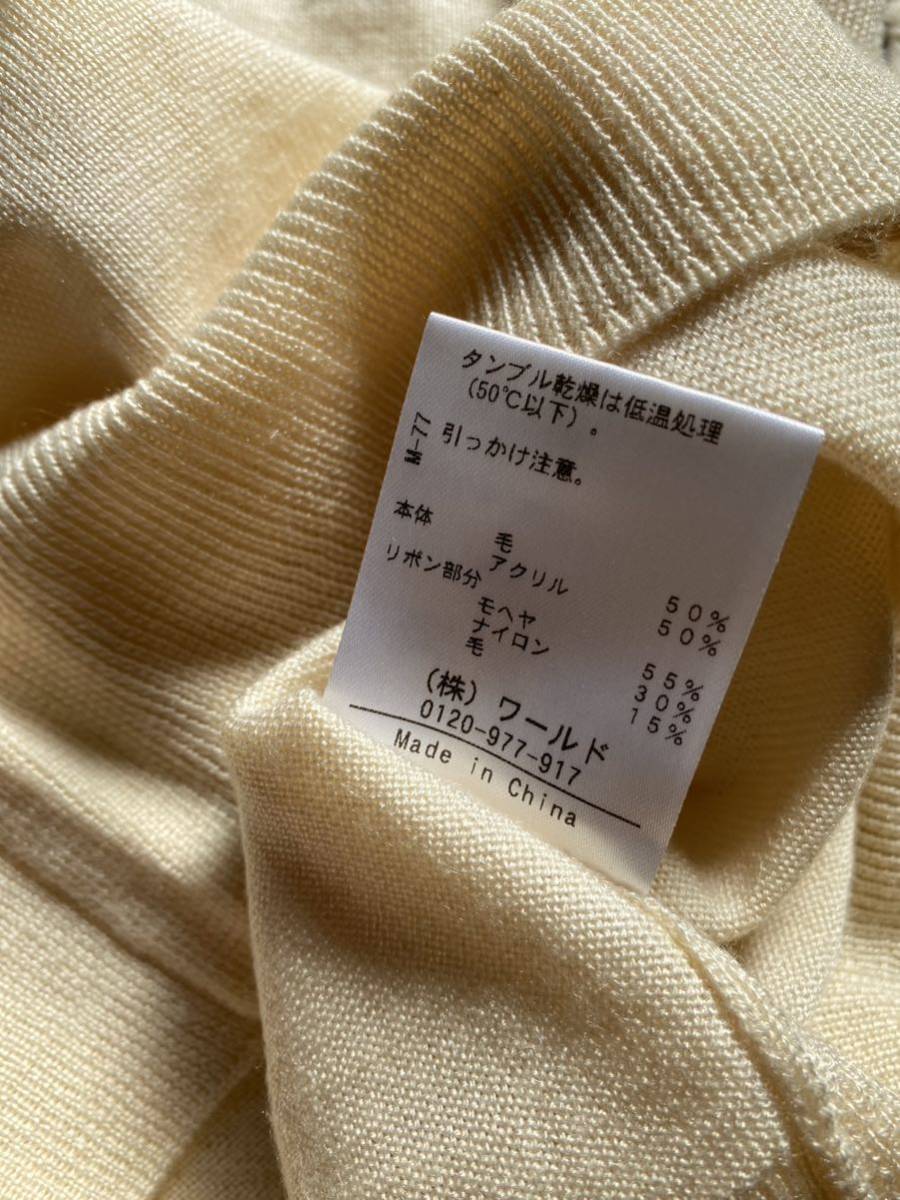 タンブル乾燥は低温処理
(50℃以下)。
M-77
引っかけ注意。
本体
毛 50%
アクリル 50%
リボン部分
モヘヤ 55%
ナイロン 30%
毛 15%
(株) ワールド
0120-977-917
Made in China